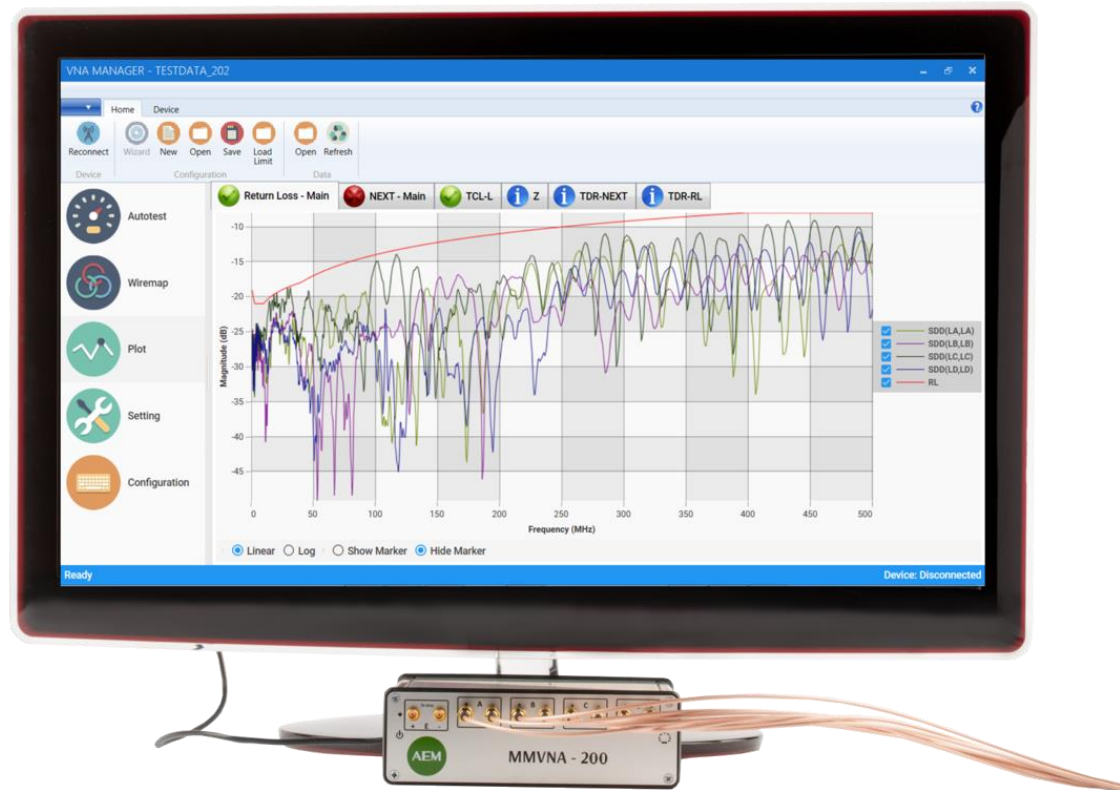 VNA MANAGER - TESTDATA_202
Home Device
Reconnect Wizard New Open Save Load Limit Open Refresh
Device Configuration Data
Autotest
Wiremap
Plot
Setting
Configuration
Return Loss - Main NEXT - Main TCL-L Z TDR-NEXT TDR-RL
Magnitude (dB)
-10
-15
-20
-25
-30
-35
-40
-45
0 50 100 150 200 250 300 350 400 450 500
Frequency (MHz)
SDD(LA,LA)
SDD(LB,LB)
SDD(LC,LC)
SDD(LD,LD)
RL
Linear Log Show Marker Hide Marker
Ready Device: Disconnected
A B C
+ E -
AEM MMVNA - 200